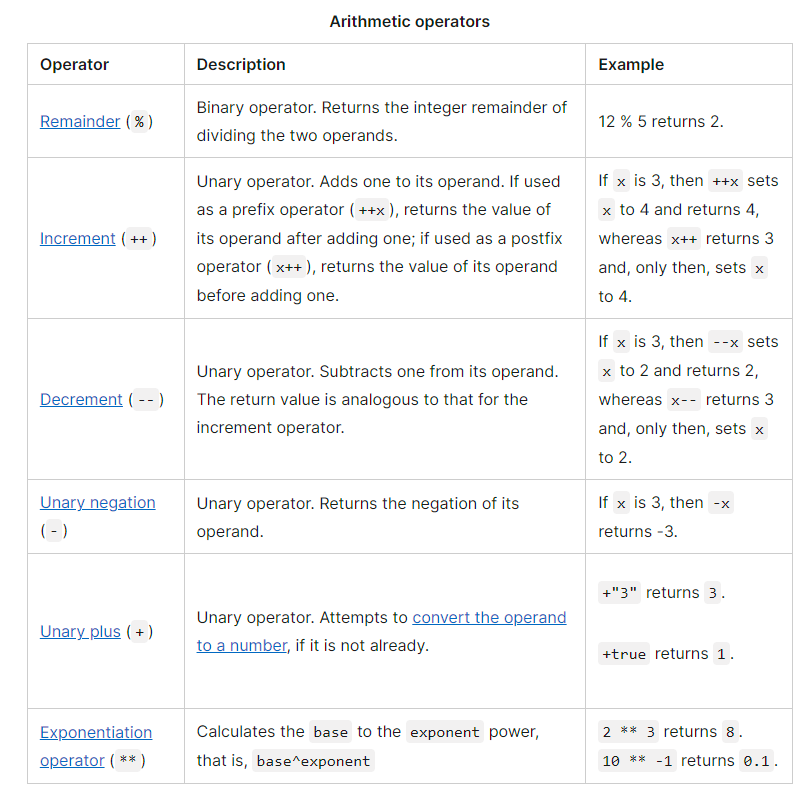 Arithmetic operators
Operator Description Example
Remainder (%) Binary operator. Returns the integer remainder of dividing the two operands. 12 % 5 returns 2.
Increment (++) Unary operator. Adds one to its operand. If used
as a prefix operator (++x), returns the value of
its operand after adding one; if used as a postfix
operator (x++), returns the value of its operand
before adding one.
If x is 3, then ++x sets
x to 4 and returns 4,
whereas x++ returns 3
and, only then, sets x
to 4.
Decrement (--)
Unary operator. Subtracts one from its operand.
The return value is analogous to that for the
increment operator.
If x is 3, then --x sets
x to 2 and returns 2,
whereas x-- returns 3
and, only then, sets x
to 2.
Unary negation
(-)
Unary operator. Returns the negation of its
operand.
If x is 3, then -x
returns -3.
Unary plus (+)
Unary operator. Attempts to convert the operand
to a number, if it is not already.
+"3" returns 3.
+true returns 1.
Exponentiation
operator (**)
Calculates the base to the exponent power,
that is, base^exponent
2 ** 3 returns 8.
10 ** -1 returns 0.1.